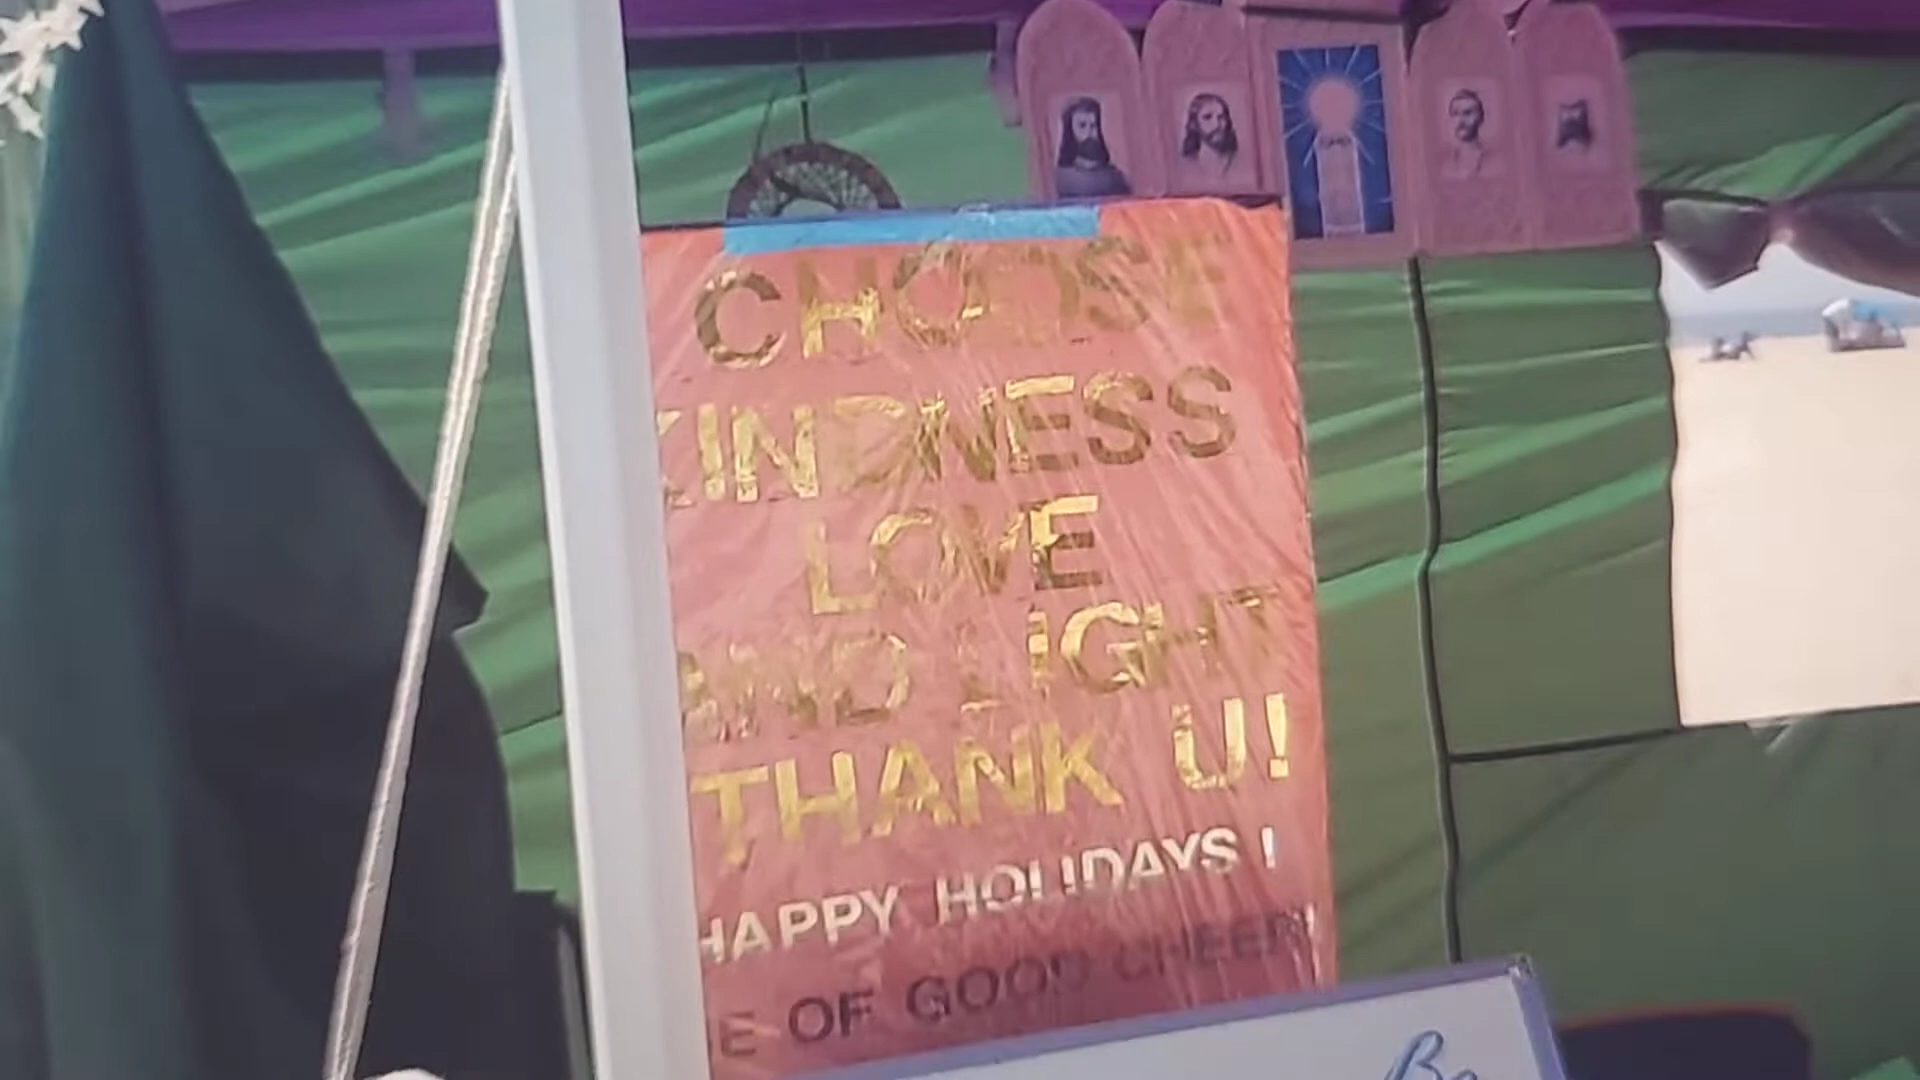 CHOOSE
KINDNESS
LOVE
AND LIGHT
THANK U!
HAPPY HOLIDAYS !
E OF GOOD CHEER!